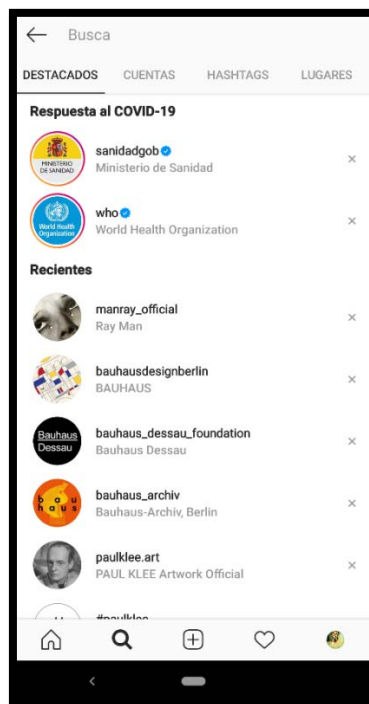 Busca
DESTACADOS CUENTAS HASHTAGS LUGARES
Respuesta al COVID-19
MINISTERIO
DE SANIDAD
sanidadgob
Ministerio de Sanidad
World Health
Organization
who
World Health Organization
Recientes
manray_official
Ray Man
bauhausdesignberlin
BAUHAUS
Bauhaus
Dessau
bauhaus_dessau_foundation
Bauhaus Dessau
b a u
h a u s
bauhaus_archiv
Bauhaus-Archiv, Berlin
paulklee.art
PAUL KLEE Artwork Official
#paulklee